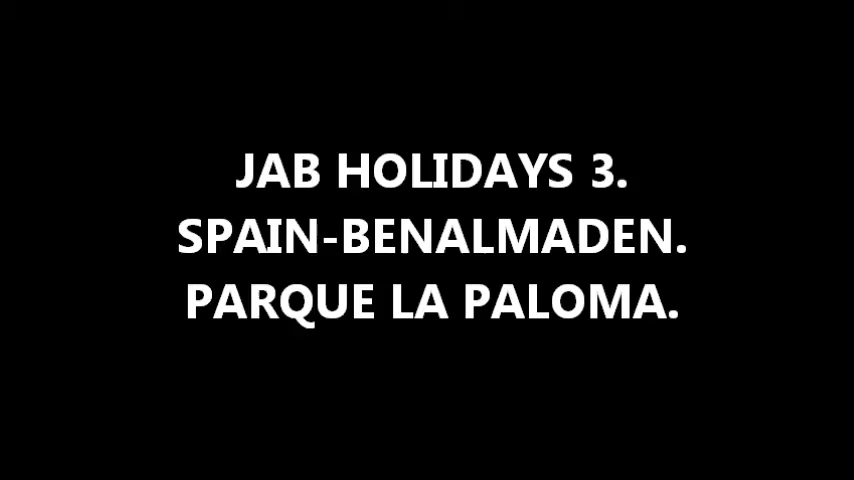 JAB HOLIDAYS 3.
SPAIN-BENALMADEN.
PARQUE LA PALOMA.